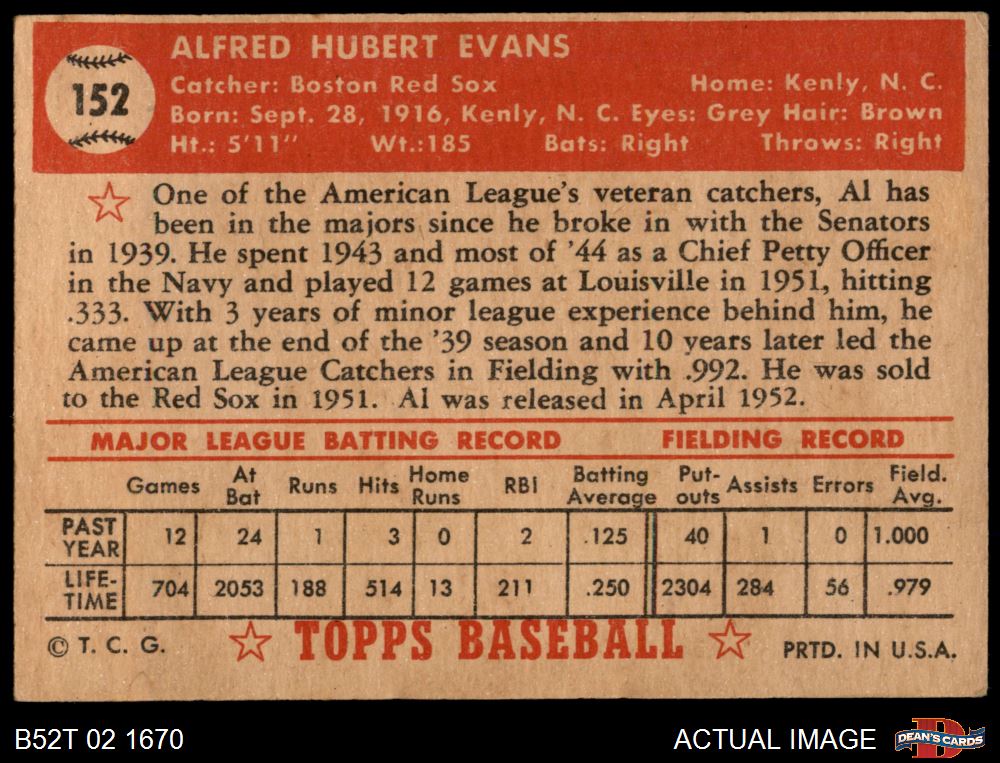 152
ALFRED HUBERT EVANS
Catcher: Boston Red Sox Home: Kenly, N. C.
Born: Sept. 28, 1916, Kenly, N. C. Eyes: Grey Hair: Brown
Ht.: 5'11" Wt.:185 Bats: Right Throws: Right
One of the American League's veteran catchers, Al has
been in the majors since he broke in with the Senators
in 1939. He spent 1943 and most of '44 as a Chief Petty Officer
in the Navy and played 12 games at Louisville in 1951, hitting
.333. With 3 years of minor league experience behind him, he
came up at the end of the '39 season and 10 years later led the
American League Catchers in Fielding with .992. He was sold
to the Red Sox in 1951. Al was released in April 1952.
MAJOR LEAGUE BATTING RECORD FIELDING RECORD
Games At Bat Runs Hits Home Runs RBI Batting Average Put-outs Assists Errors Field. Avg.
PAST YEAR 12 24 1 3 0 2 .125 40 1 0 1.000
LIFE-TIME 704 2053 188 514 13 211 .250 2304 284 56 .979
© T. C. G. TOPPS BASEBALL PRTD. IN U.S.A.
B52T 02 1670 ACTUAL IMAGE DEAN'S CARDS